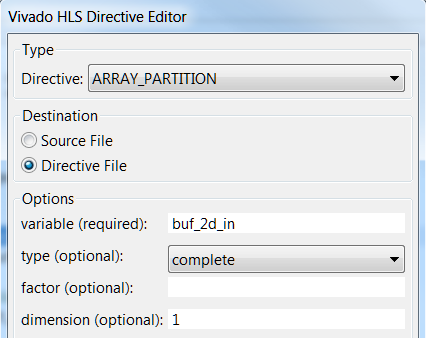 Vivado HLS Directive Editor
Type
Directive: ARRAY_PARTITION
Destination
Source File
Directive File
Options
variable (required): buf_2d_in
type (optional): complete
factor (optional):
dimension (optional): 1